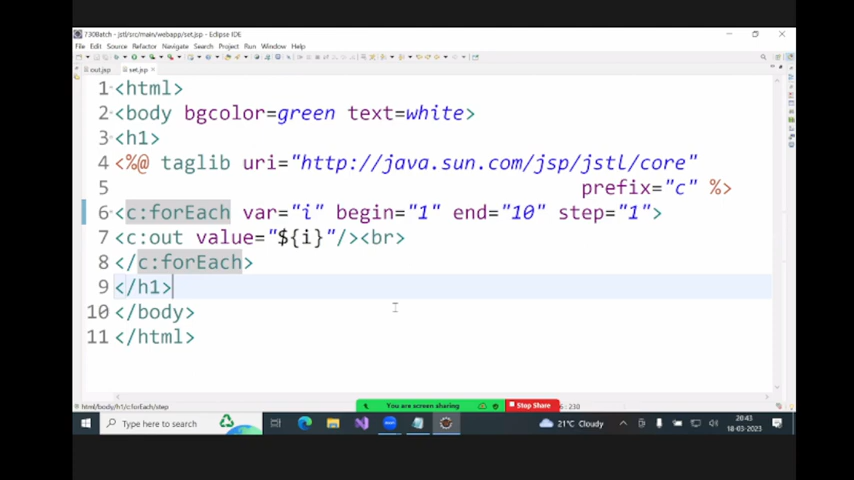 730Batch - jstl/src/main/webapp/set.jsp - Eclipse IDE
File Edit Source Refactor Navigate Search Project Run Window Help
out.jsp set.jsp
1 <html>
2 <body bgcolor=green text=white>
3 <h1>
4 <%@ taglib uri="http://java.sun.com/jsp/jstl/core"
5 prefix="c" %>
6 <c:forEach var="i" begin="1" end="10" step="1">
7 <c:out value="${i}"/><br>
8 </c:forEach>
9 </h1>
10 </body>
11 </html>
html/body/h1/c:forEach/step
You are screen sharing Stop Share
6 : 230
Type here to search
21°C Cloudy
20:43
18-03-2023